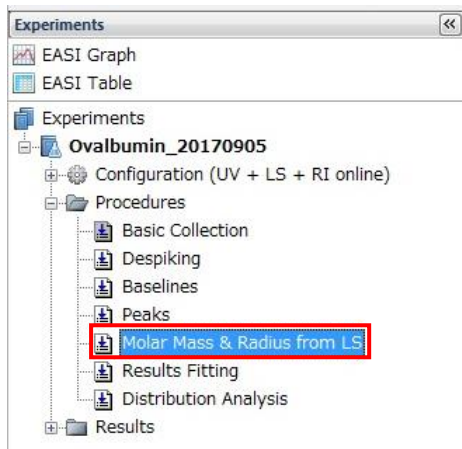 Experiments
EASI Graph
EASI Table
Experiments
Ovalbumin_20170905
Configuration (UV + LS + RI online)
Procedures
Basic Collection
Despiking
Baselines
Peaks
Molar Mass & Radius from LS
Results Fitting
Distribution Analysis
Results